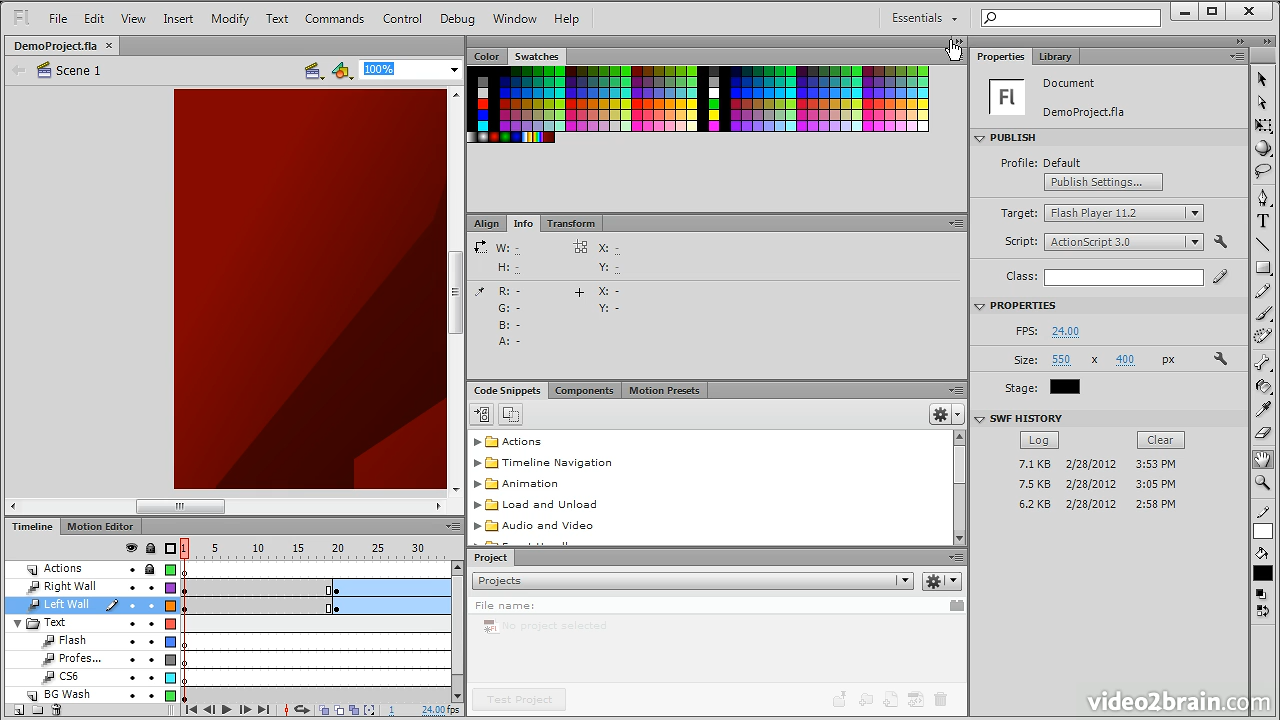 Fl File Edit View Insert Modify Text Commands Control Debug Window Help Essentials
DemoProject.fla
Scene 1 100%
Color Swatches
Align Info Transform
W: - X: -
H: - Y: -
R: - X: -
G: - Y: -
B: -
A: -
Code Snippets Components Motion Presets
Actions
Timeline Navigation
Animation
Load and Unload
Audio and Video
Project
Projects
File name:
No project selected
Test Project
Properties Library
Fl Document
DemoProject.fla
PUBLISH
Profile: Default
Publish Settings...
Target: Flash Player 11.2
Script: ActionScript 3.0
Class:
PROPERTIES
FPS: 24.00
Size: 550 x 400 px
Stage:
SWF HISTORY
Log Clear
7.1 KB 2/28/2012 3:53 PM
7.5 KB 2/28/2012 3:05 PM
6.2 KB 2/28/2012 2:58 PM
Timeline Motion Editor
1 5 10 15 20 25 30
Actions
Right Wall
Left Wall
Text
Flash
Profes...
CS6
BG Wash
1 24.00 fps
video2brain.com